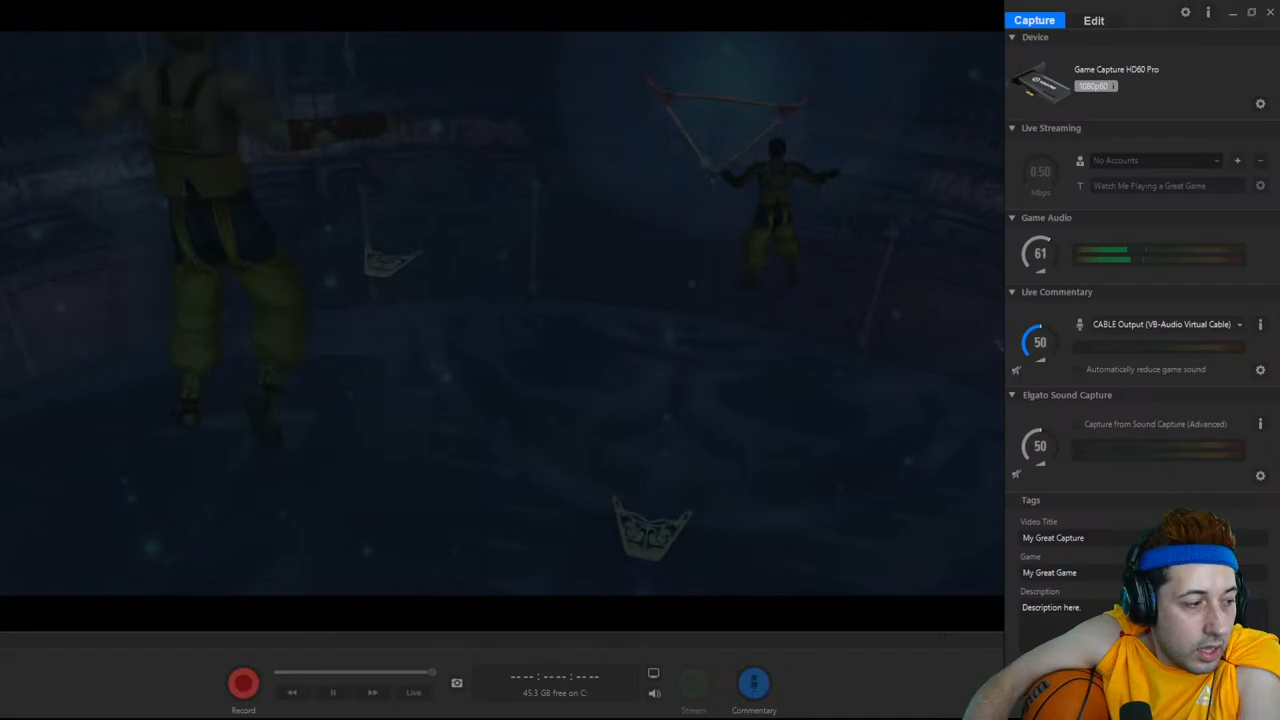 Capture
Edit
Device
Game Capture HD60 Pro
1080p60
Live Streaming
0.50
Mbps
No Accounts
Watch Me Playing a Great Game
Game Audio
61
Live Commentary
50
CABLE Output (VB-Audio Virtual Cable)
Automatically reduce game sound
Elgato Sound Capture
50
Capture from Sound Capture (Advanced)
Tags
Video Title
My Great Capture
Game
My Great Game
Description
Description here.
Record
Live
--:--:--
45.3 GB free on C:
Stream
Commentary